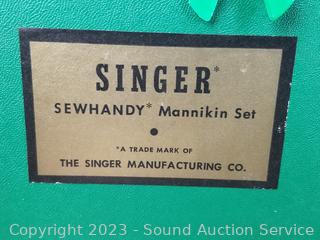 SINGER*
SEWHANDY* Mannikin Set
•
*A TRADE MARK OF
THE SINGER MANUFACTURING CO.
Copyright © 2023 - Sound Auction Service